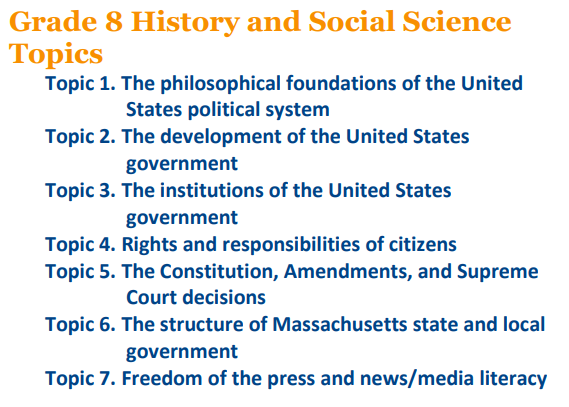 Grade 8 History and Social Science
Topics
Topic 1. The philosophical foundations of the United
States political system
Topic 2. The development of the United States
government
Topic 3. The institutions of the United States
government
Topic 4. Rights and responsibilities of citizens
Topic 5. The Constitution, Amendments, and Supreme
Court decisions
Topic 6. The structure of Massachusetts state and local
government
Topic 7. Freedom of the press and news/media literacy